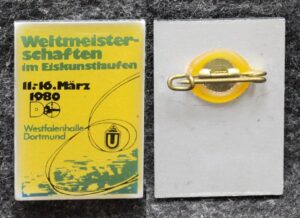 Weltmeister-
schaften
im Eiskunstlaufen
11.-16. März
1980
Westfalenhalle
Dortmund
U